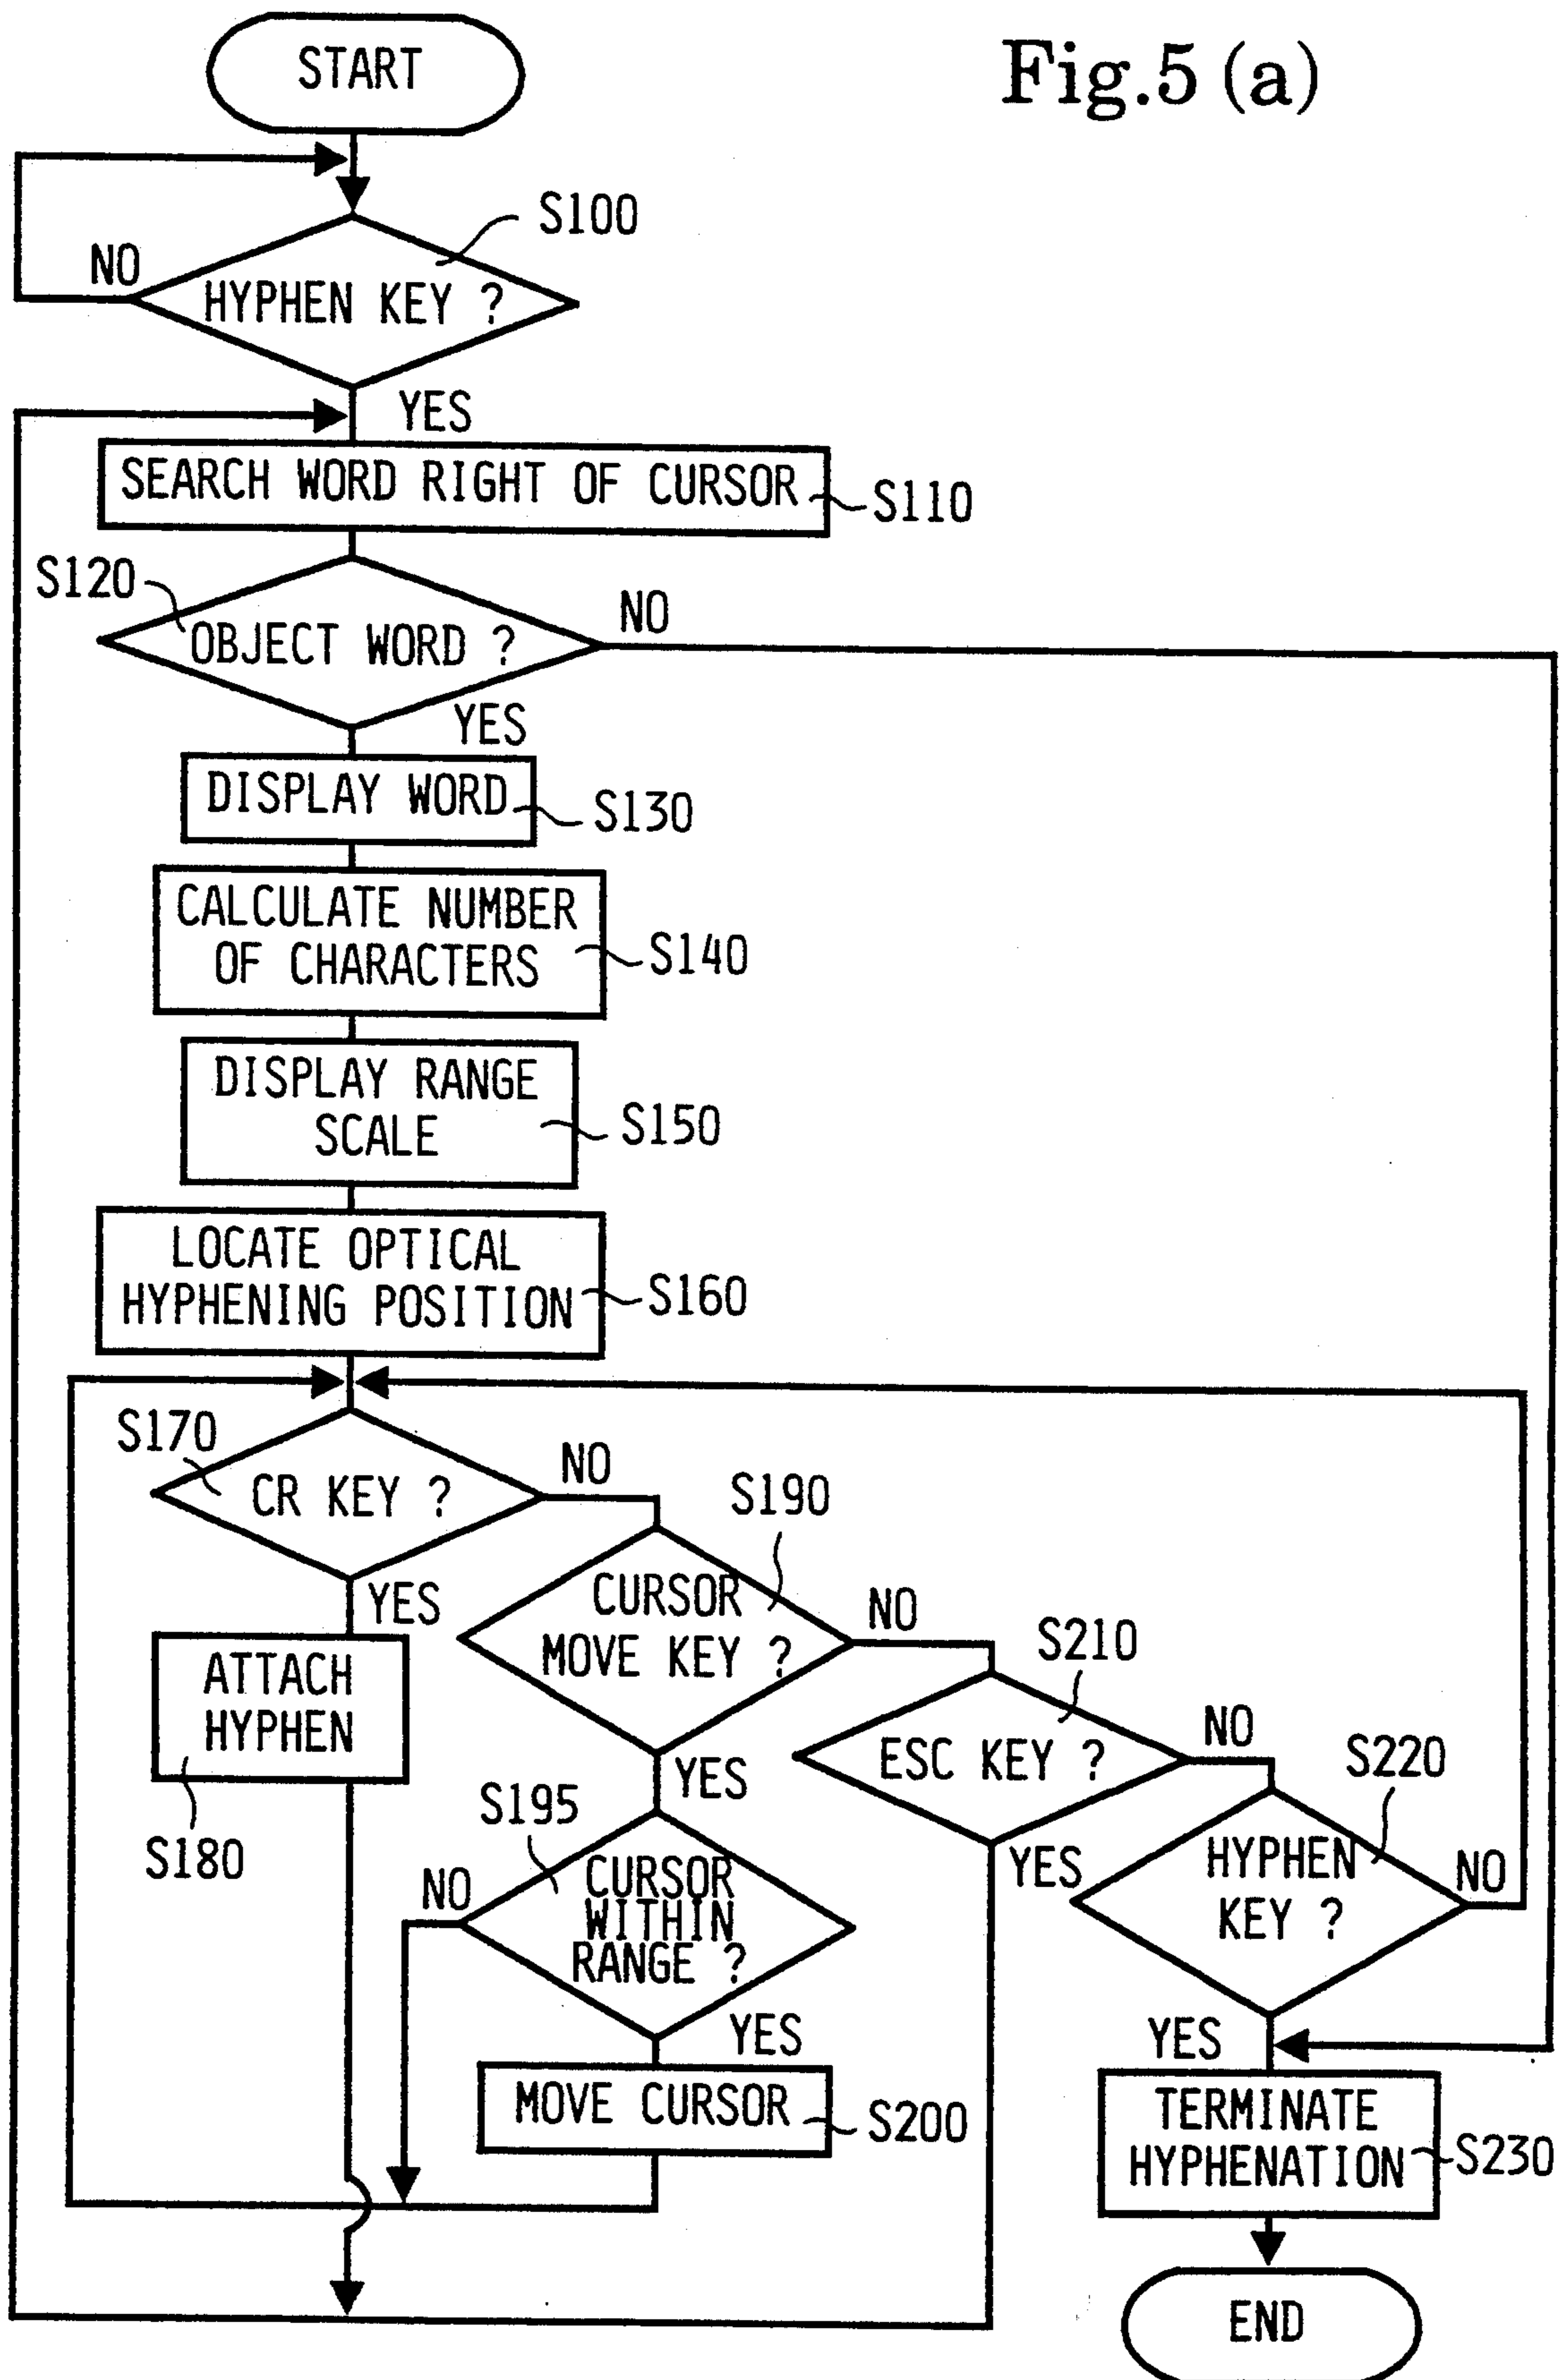 START
Fig.5 (a)
S100
NO
HYPHEN KEY ?
YES
SEARCH WORD RIGHT OF CURSOR
S110
S120
NO
OBJECT WORD ?
YES
DISPLAY WORD
S130
CALCULATE NUMBER
OF CHARACTERS
S140
DISPLAY RANGE
SCALE
S150
LOCATE OPTICAL
HYPHENING POSITION
S160
S170
NO
CR KEY ?
S190
YES
CURSOR
MOVE KEY ?
NO
S210
ATTACH
HYPHEN
S180
YES
ESC KEY ?
NO
S220
S195
NO
CURSOR
WITHIN
RANGE ?
YES
HYPHEN
KEY ?
NO
YES
MOVE CURSOR
S200
YES
TERMINATE
HYPHENATION
S230
END